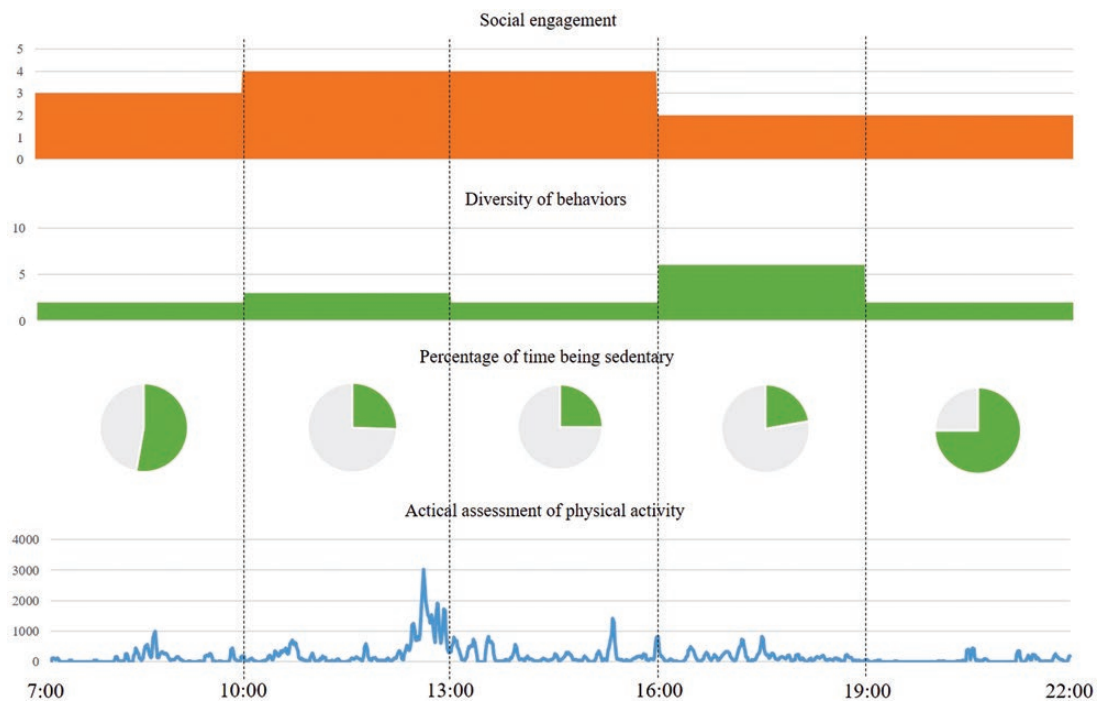 Social engagement
5
4
3
2
1
0
Diversity of behaviors
10
5
0
Percentage of time being sedentary
Actical assessment of physical activity
4000
3000
2000
1000
0
7:00 10:00 13:00 16:00 19:00 22:00